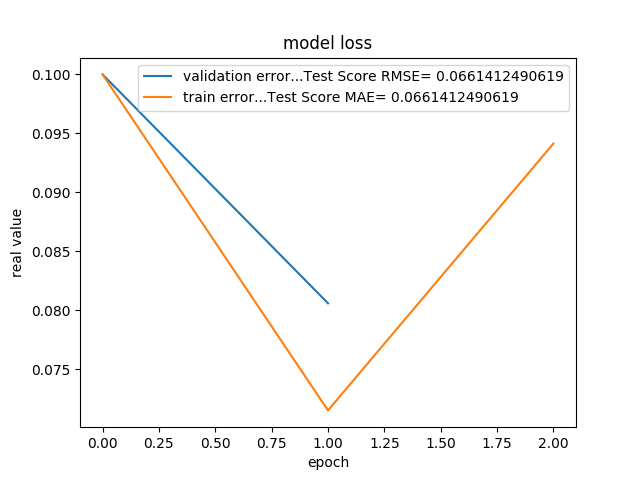 model loss
validation error...Test Score RMSE= 0.0661412490619
train error...Test Score MAE= 0.0661412490619
0.100
0.095
0.090
0.085
0.080
0.075
real value
0.00 0.25 0.50 0.75 1.00 1.25 1.50 1.75 2.00
epoch